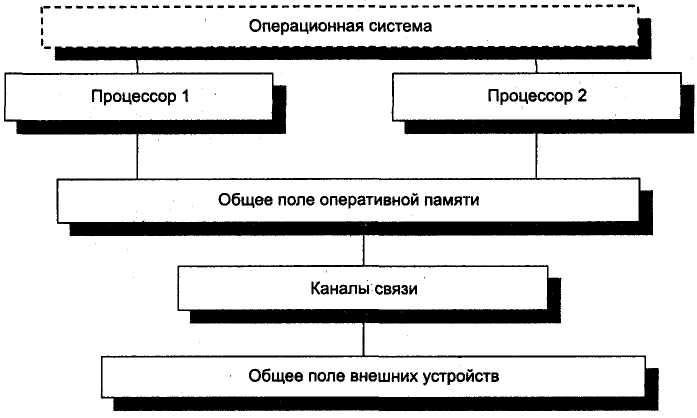 Операционная система
Процессор 1
Процессор 2
Общее поле оперативной памяти
Каналы связи
Общее поле внешних устройств